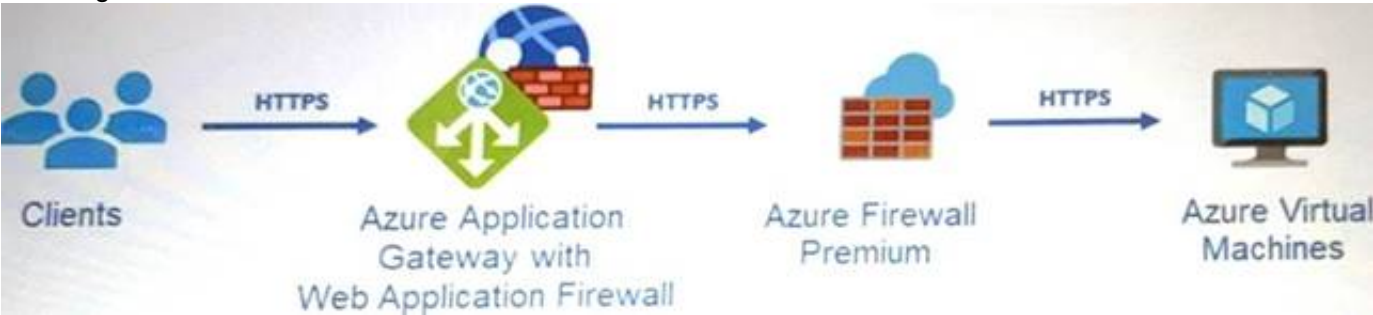 HTTPS
HTTPS
HTTPS
Clients
Azure Application
Gateway with
Web Application Firewall
Azure Firewall
Premium
Azure Virtual
Machines